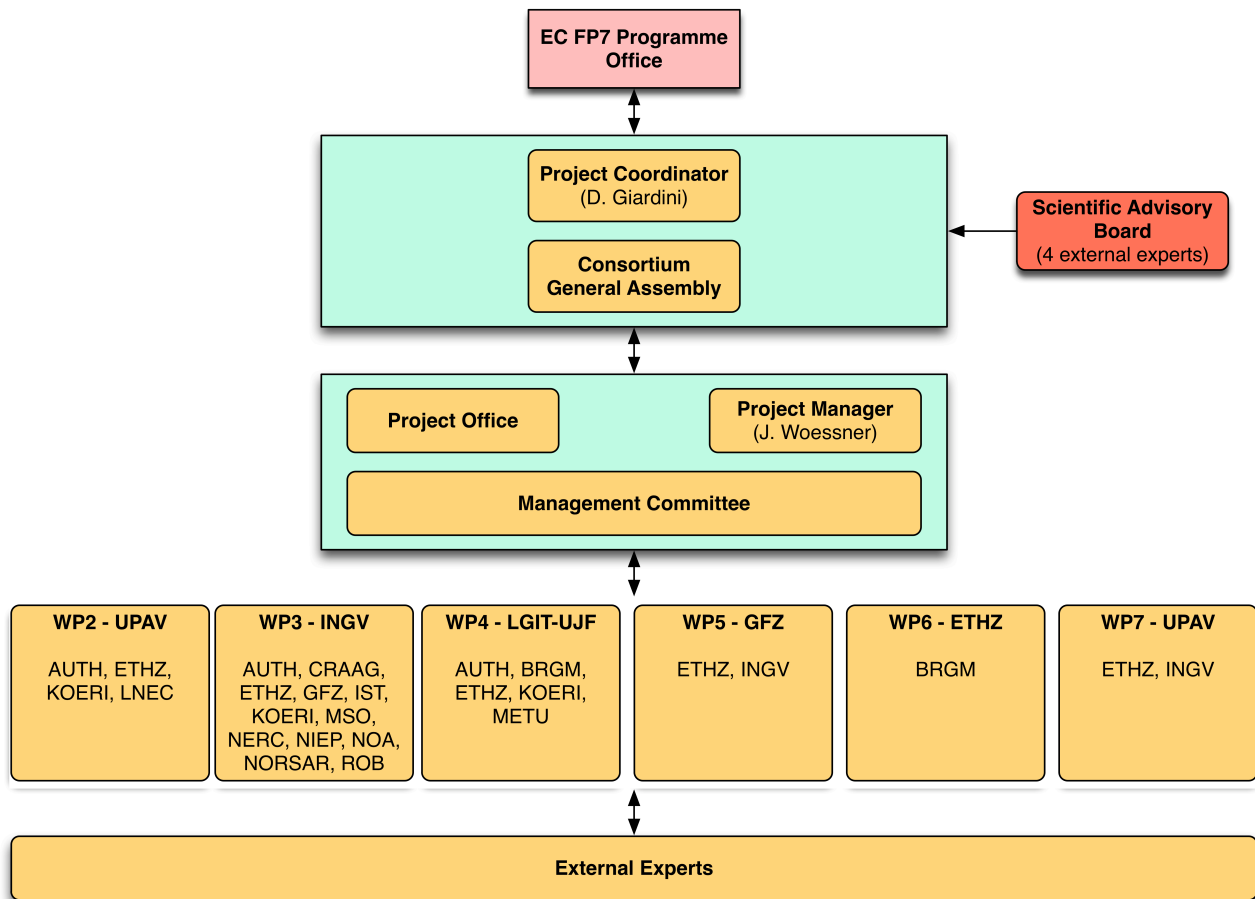 EC FP7 Programme
Office
Project Coordinator
(D. Giardini)
Consortium
General Assembly
Scientific Advisory
Board
(4 external experts)
Project Office
Project Manager
(J. Woessner)
Management Committee
WP2 - UPAV
AUTH, ETHZ,
KOERI, LNEC
WP3 - INGV
AUTH, CRAAG,
ETHZ, GFZ, IST,
KOERI, MSO,
NERC, NIEP, NOA,
NORSAR, ROB
WP4 - LGIT-UJF
AUTH, BRGM,
ETHZ, KOERI,
METU
WP5 - GFZ
ETHZ, INGV
WP6 - ETHZ
BRGM
WP7 - UPAV
ETHZ, INGV
External Experts